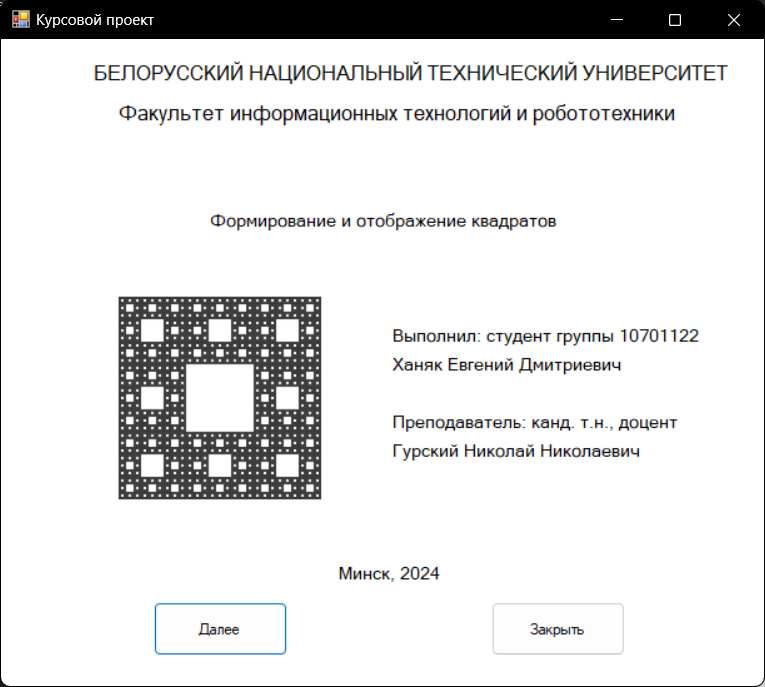 Курсовой проект
БЕЛОРУССКИЙ НАЦИОНАЛЬНЫЙ ТЕХНИЧЕСКИЙ УНИВЕРСИТЕТ
Факультет информационных технологий и робототехники
Формирование и отображение квадратов
Выполнил: студент группы 10701122
Ханяк Евгений Дмитриевич
Преподаватель: канд. т.н., доцент
Гурский Николай Николаевич
Минск, 2024
Далее
Закрыть